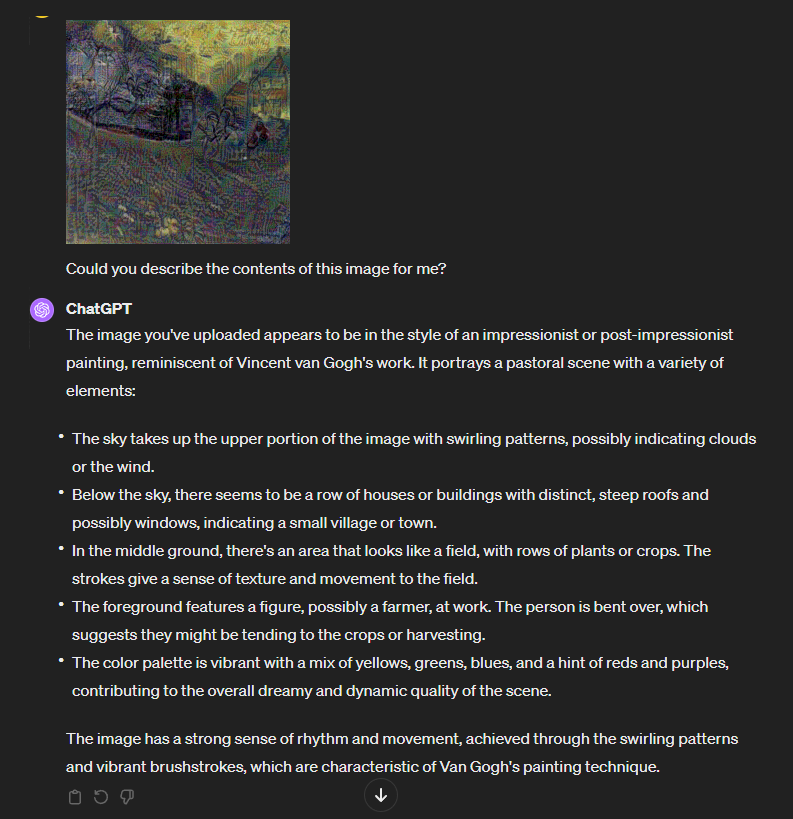 Could you describe the contents of this image for me?
ChatGPT
The image you've uploaded appears to be in the style of an impressionist or post-impressionist
painting, reminiscent of Vincent van Gogh's work. It portrays a pastoral scene with a variety of
elements:
• The sky takes up the upper portion of the image with swirling patterns, possibly indicating clouds
or the wind.
• Below the sky, there seems to be a row of houses or buildings with distinct, steep roofs and
possibly windows, indicating a small village or town.
• In the middle ground, there's an area that looks like a field, with rows of plants or crops. The
strokes give a sense of texture and movement to the field.
• The foreground features a figure, possibly a farmer, at work. The person is bent over, which
suggests they might be tending to the crops or harvesting.
• The color palette is vibrant with a mix of yellows, greens, blues, and a hint of reds and purples,
contributing to the overall dreamy and dynamic quality of the scene.
The image has a strong sense of rhythm and movement, achieved through the swirling patterns
and vibrant brushstrokes, which are characteristic of Van Gogh's painting technique.